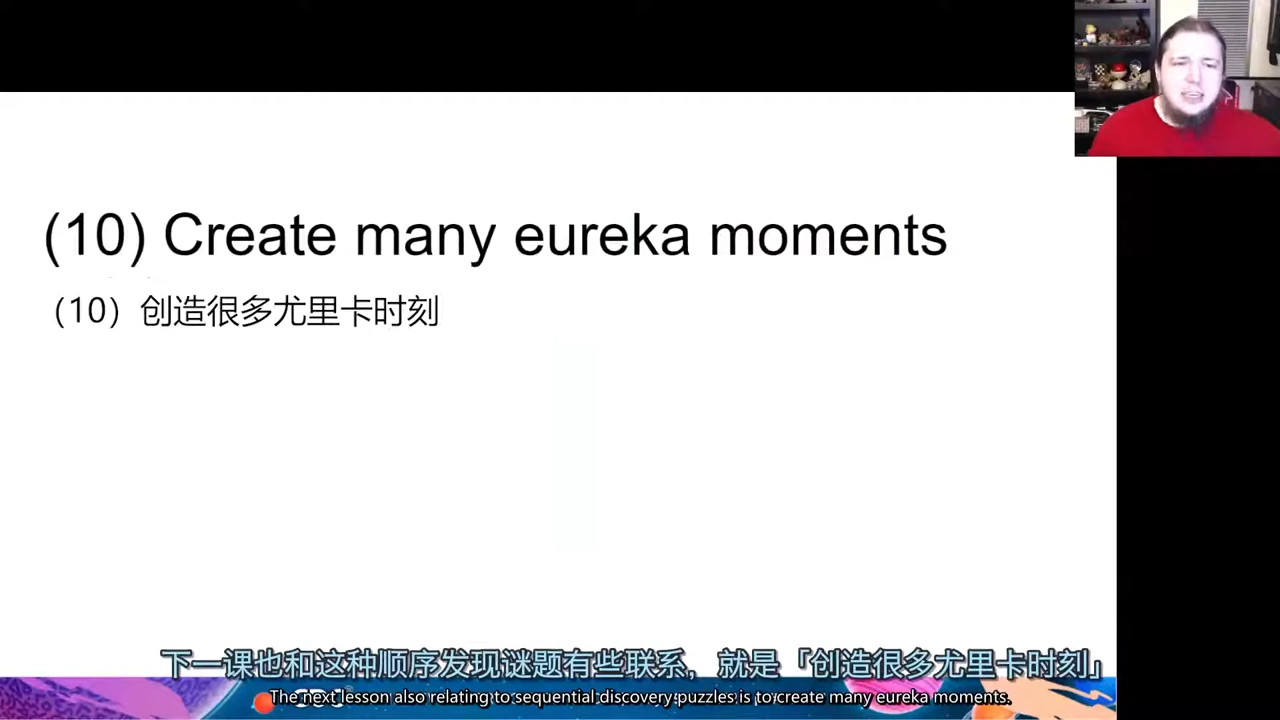 (10) Create many eureka moments
（10）创造很多尤里卡时刻
下一课也和这种顺序发现谜题有些联系，就是「创造很多尤里卡时刻」
The next lesson also relating to sequential discovery puzzles is to create many eureka moments.